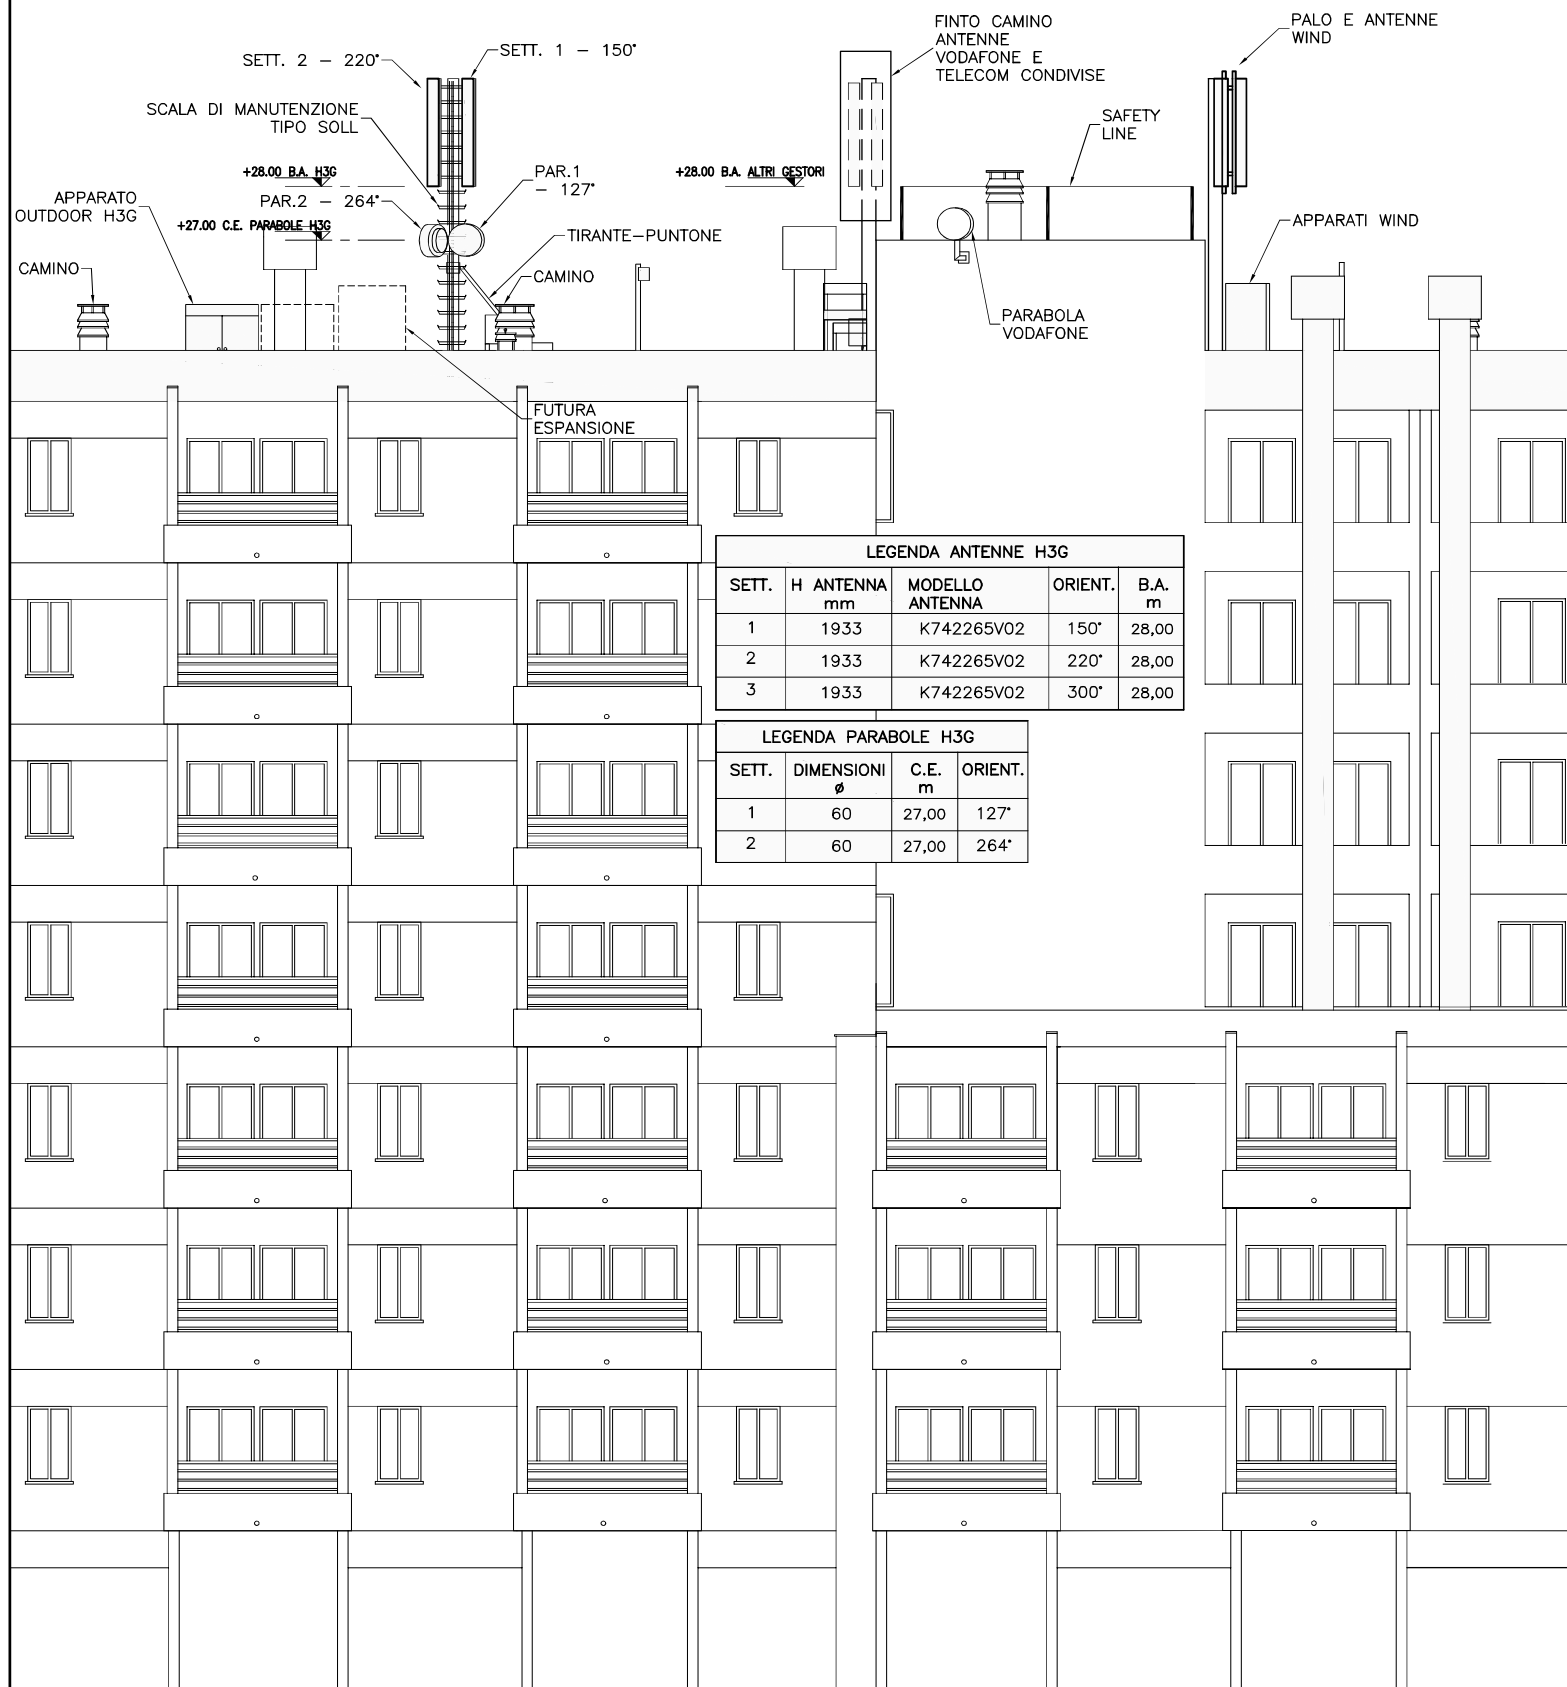 SETT. 2 – 220°
SETT. 1 – 150°
FINTO CAMINO
ANTENNE
VODAFONE E
TELECOM CONDIVISE
PALO E ANTENNE
WIND
SCALA DI MANUTENZIONE
TIPO SOLL
SAFETY
LINE
+28.00 B.A. H3G
PAR.1
– 127°
+28.00 B.A. ALTRI GESTORI
APPARATO
OUTDOOR H3G
PAR.2 – 264°
+27.00 C.E. PARABOLE H3G
TIRANTE–PUNTONE
APPARATI WIND
CAMINO
CAMINO
PARABOLA
VODAFONE
FUTURA
ESPANSIONE
LEGENDA ANTENNE H3G
SETT. H ANTENNA MODELLO ORIENT. B.A.
mm ANTENNA m
1 1933 K742265V02 150° 28,00
2 1933 K742265V02 220° 28,00
3 1933 K742265V02 300° 28,00
LEGENDA PARABOLE H3G
SETT. DIMENSIONI C.E. ORIENT.
ø m
1 60 27,00 127°
2 60 27,00 264°